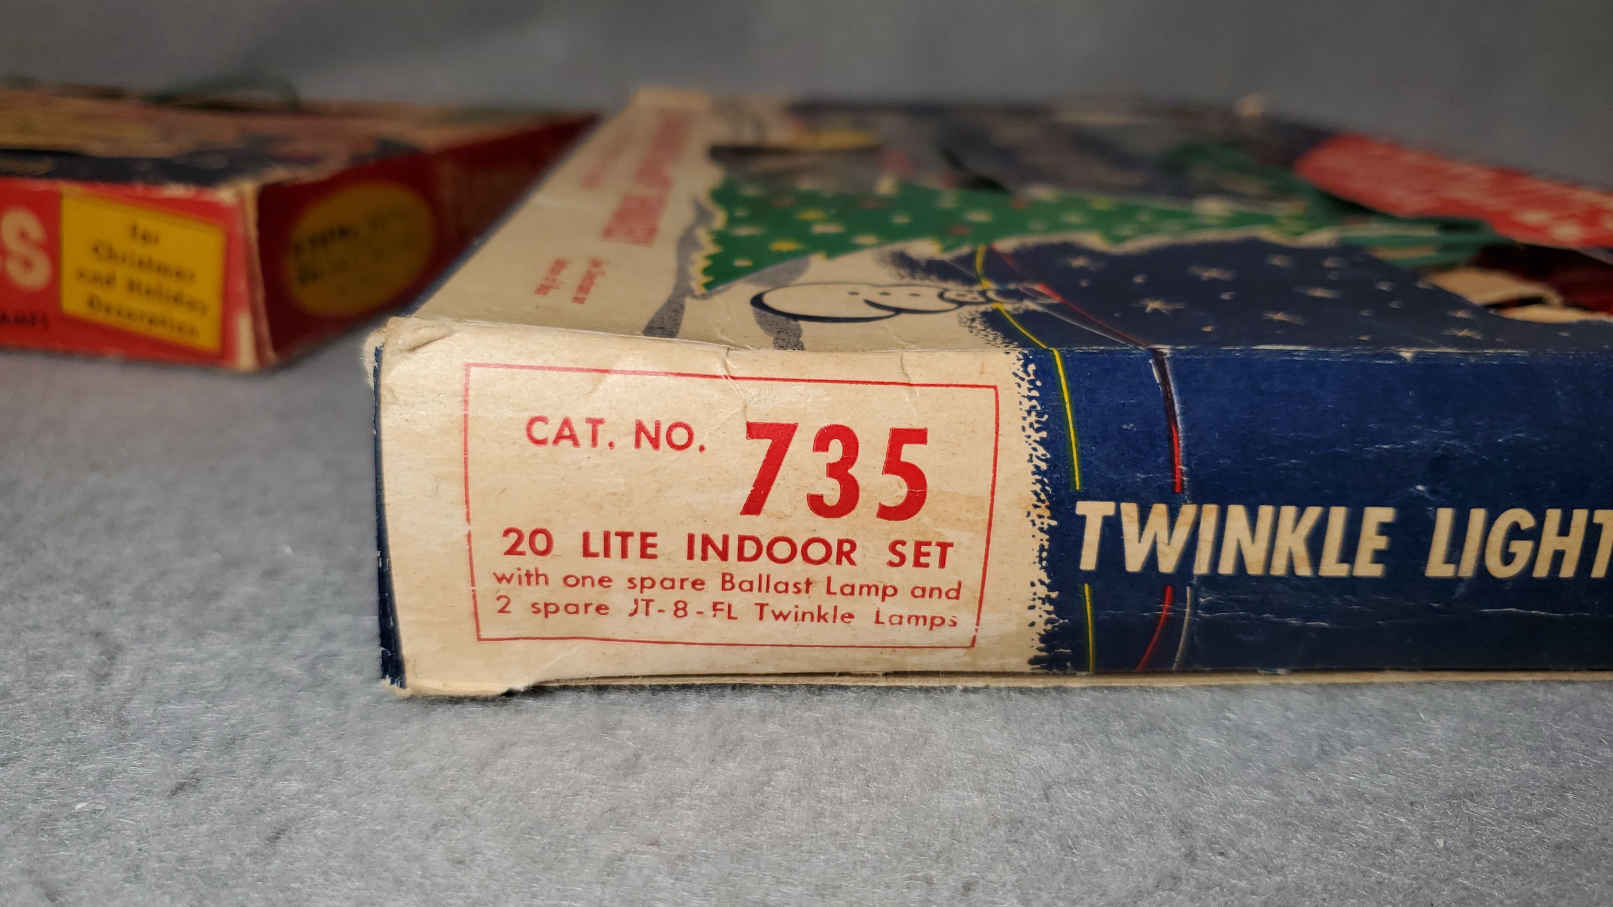 S
For
Christmas
and Holiday
Decoration
CAT. NO. 735
20 LITE INDOOR SET
with one spare Ballast Lamp and
2 spare JT-8-FL Twinkle Lamps
TWINKLE LIGHT